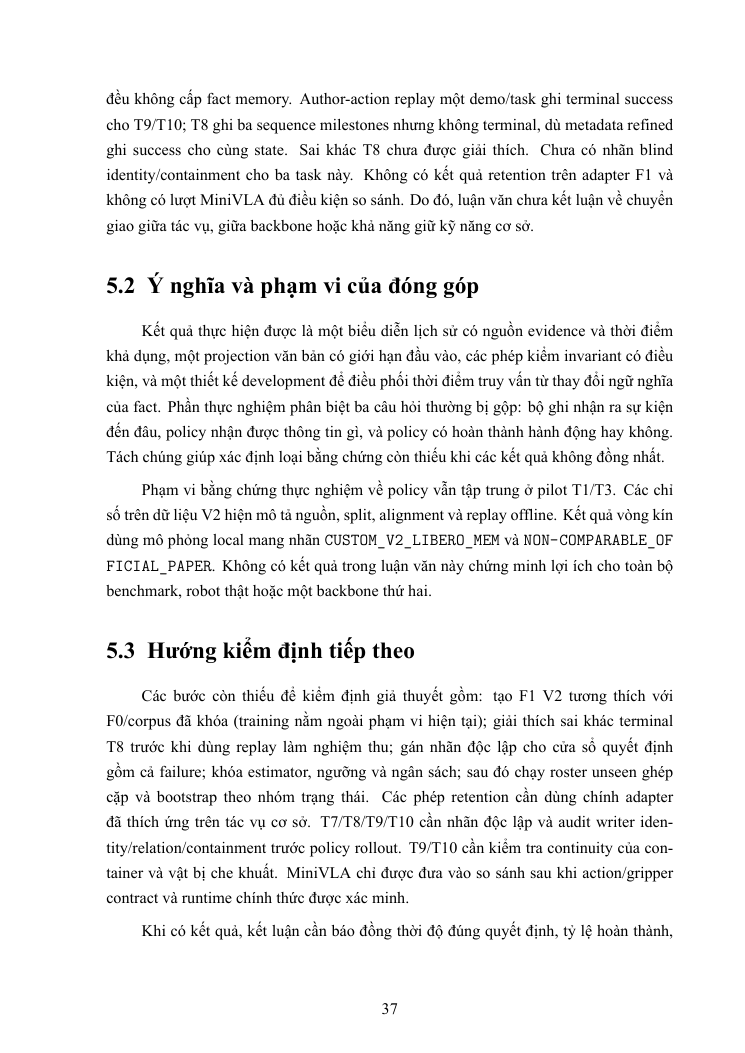 đều không cấp fact memory. Author-action replay một demo/task ghi terminal success
cho T9/T10; T8 ghi ba sequence milestones nhưng không terminal, dù metadata refined
ghi success cho cùng state. Sai khác T8 chưa được giải thích. Chưa có nhãn blind
identity/containment cho ba task này. Không có kết quả retention trên adapter F1 và
không có lượt MiniVLA đủ điều kiện so sánh. Do đó, luận văn chưa kết luận về chuyển
giao giữa tác vụ, giữa backbone hoặc khả năng giữ kỹ năng cơ sở.
5.2 Ý nghĩa và phạm vi của đóng góp
Kết quả thực hiện được là một biểu diễn lịch sử có nguồn evidence và thời điểm
khả dụng, một projection văn bản có giới hạn đầu vào, các phép kiểm invariant có điều
kiện, và một thiết kế development để điều phối thời điểm truy vấn từ thay đổi ngữ nghĩa
của fact. Phần thực nghiệm phân biệt ba câu hỏi thường bị gộp: bộ ghi nhận ra sự kiện
đến đâu, policy nhận được thông tin gì, và policy có hoàn thành hành động hay không.
Tách chúng giúp xác định loại bằng chứng còn thiếu khi các kết quả không đồng nhất.
Phạm vi bằng chứng thực nghiệm về policy vẫn tập trung ở pilot T1/T3. Các chỉ
số trên dữ liệu V2 hiện mô tả nguồn, split, alignment và replay offline. Kết quả vòng kín
dùng mô phỏng local mang nhãn CUSTOM_V2_LIBERO_MEM và NON-COMPARABLE_OF
FICIAL_PAPER. Không có kết quả trong luận văn này chứng minh lợi ích cho toàn bộ
benchmark, robot thật hoặc một backbone thứ hai.
5.3 Hướng kiểm định tiếp theo
Các bước còn thiếu để kiểm định giả thuyết gồm: tạo F1 V2 tương thích với
F0/corpus đã khóa (training nằm ngoài phạm vi hiện tại); giải thích sai khác terminal
T8 trước khi dùng replay làm nghiệm thu; gán nhãn độc lập cho cửa sổ quyết định
gồm cả failure; khóa estimator, ngưỡng và ngân sách; sau đó chạy roster unseen ghép
cặp và bootstrap theo nhóm trạng thái. Các phép retention cần dùng chính adapter
đã thích ứng trên tác vụ cơ sở. T7/T8/T9/T10 cần nhãn độc lập và audit writer iden-
tity/relation/containment trước policy rollout. T9/T10 cần kiểm tra continuity của con-
tainer và vật bị che khuất. MiniVLA chỉ được đưa vào so sánh sau khi action/gripper
contract và runtime chính thức được xác minh.
Khi có kết quả, kết luận cần báo đồng thời độ đúng quyết định, tỷ lệ hoàn thành,
37